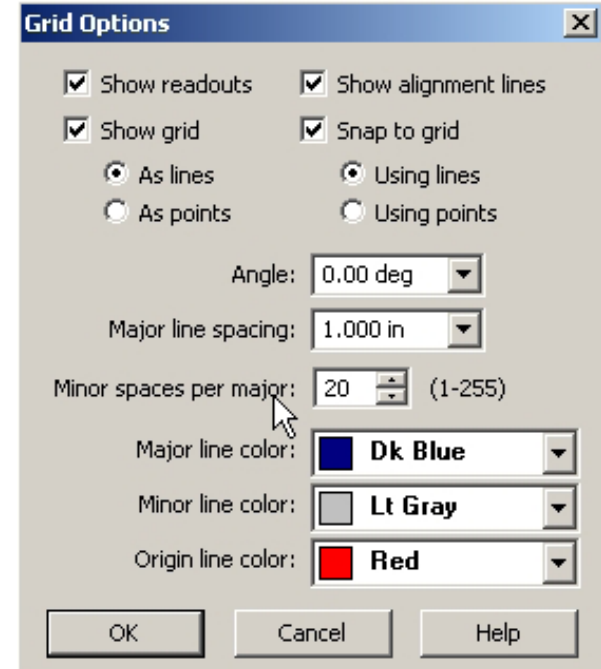 Grid Options
Show readouts Show alignment lines
Show grid Snap to grid
As lines Using lines
As points Using points
Angle: 0.00 deg
Major line spacing: 1.000 in
Minor spaces per major: 20 (1-255)
Major line color: Dk Blue
Minor line color: Lt Gray
Origin line color: Red
OK Cancel Help